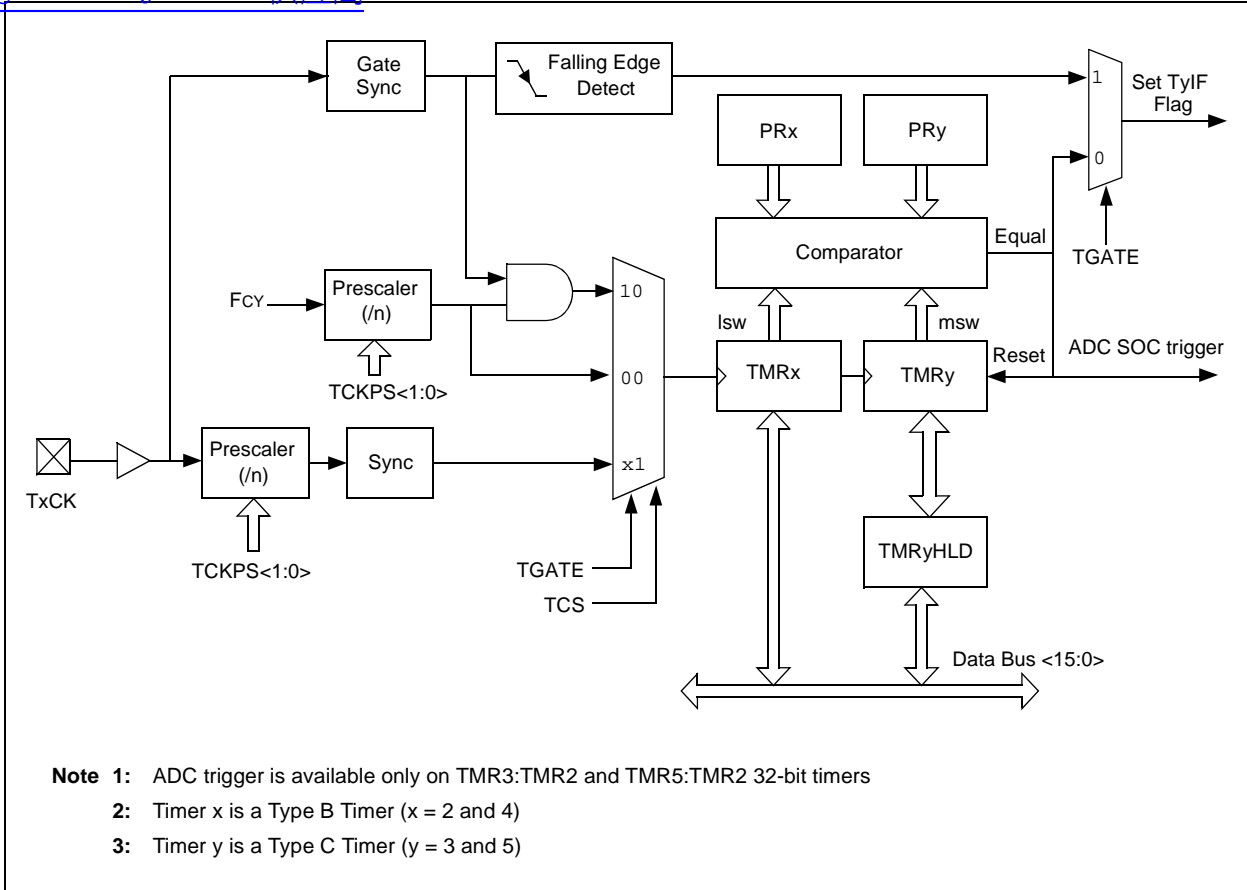 Gate
Sync
Falling Edge
Detect
1
Set TyIF
Flag
PRx
PRy
0
Comparator
Equal
TGATE
FCY
Prescaler
(/n)
10
lsw
msw
TCKPS<1:0>
00
TMRx
TMRy
Reset
ADC SOC trigger
TxCK
Prescaler
(/n)
Sync
x1
TCKPS<1:0>
TGATE
TCS
TMRyHLD
Data Bus <15:0>
Note 1: ADC trigger is available only on TMR3:TMR2 and TMR5:TMR2 32-bit timers
2: Timer x is a Type B Timer (x = 2 and 4)
3: Timer y is a Type C Timer (y = 3 and 5)